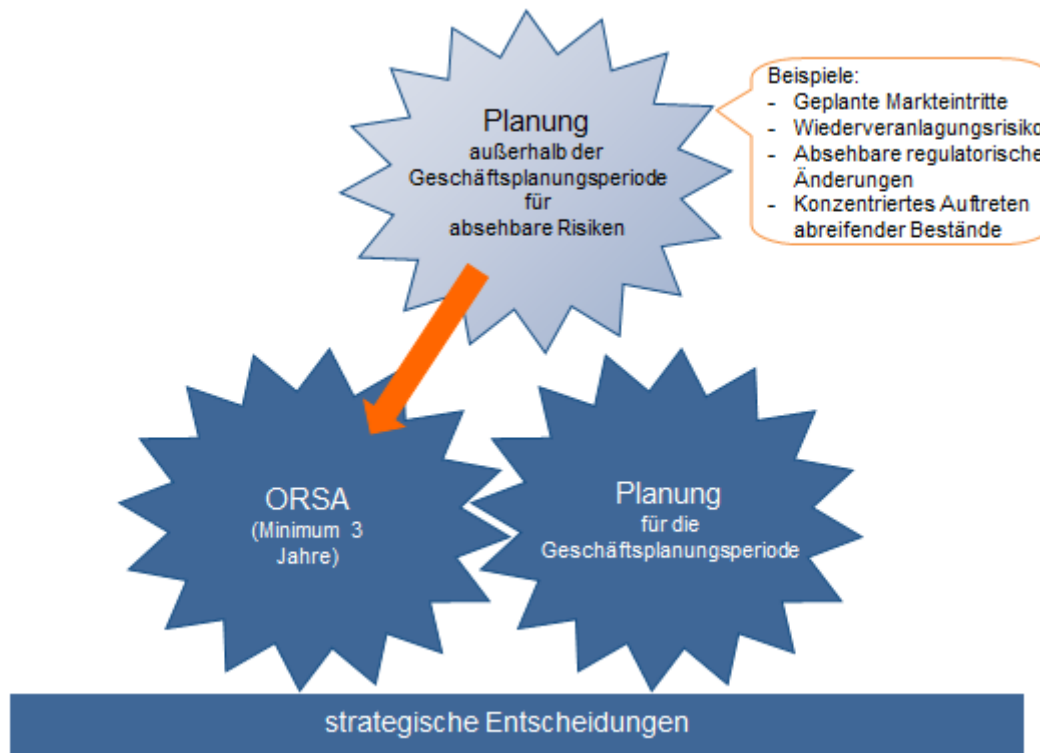 Planung
außerhalb der
Geschäftsplanungsperiode
für
absehbare Risiken
Beispiele:
- Geplante Markteintritte
- Wiederveranlagungsrisiko
- Absehbare regulatorische
Änderungen
- Konzentriertes Auftreten
abreifender Bestände
ORSA
(Minimum 3
Jahre)
Planung
für die
Geschäftsplanungsperiode
strategische Entscheidungen